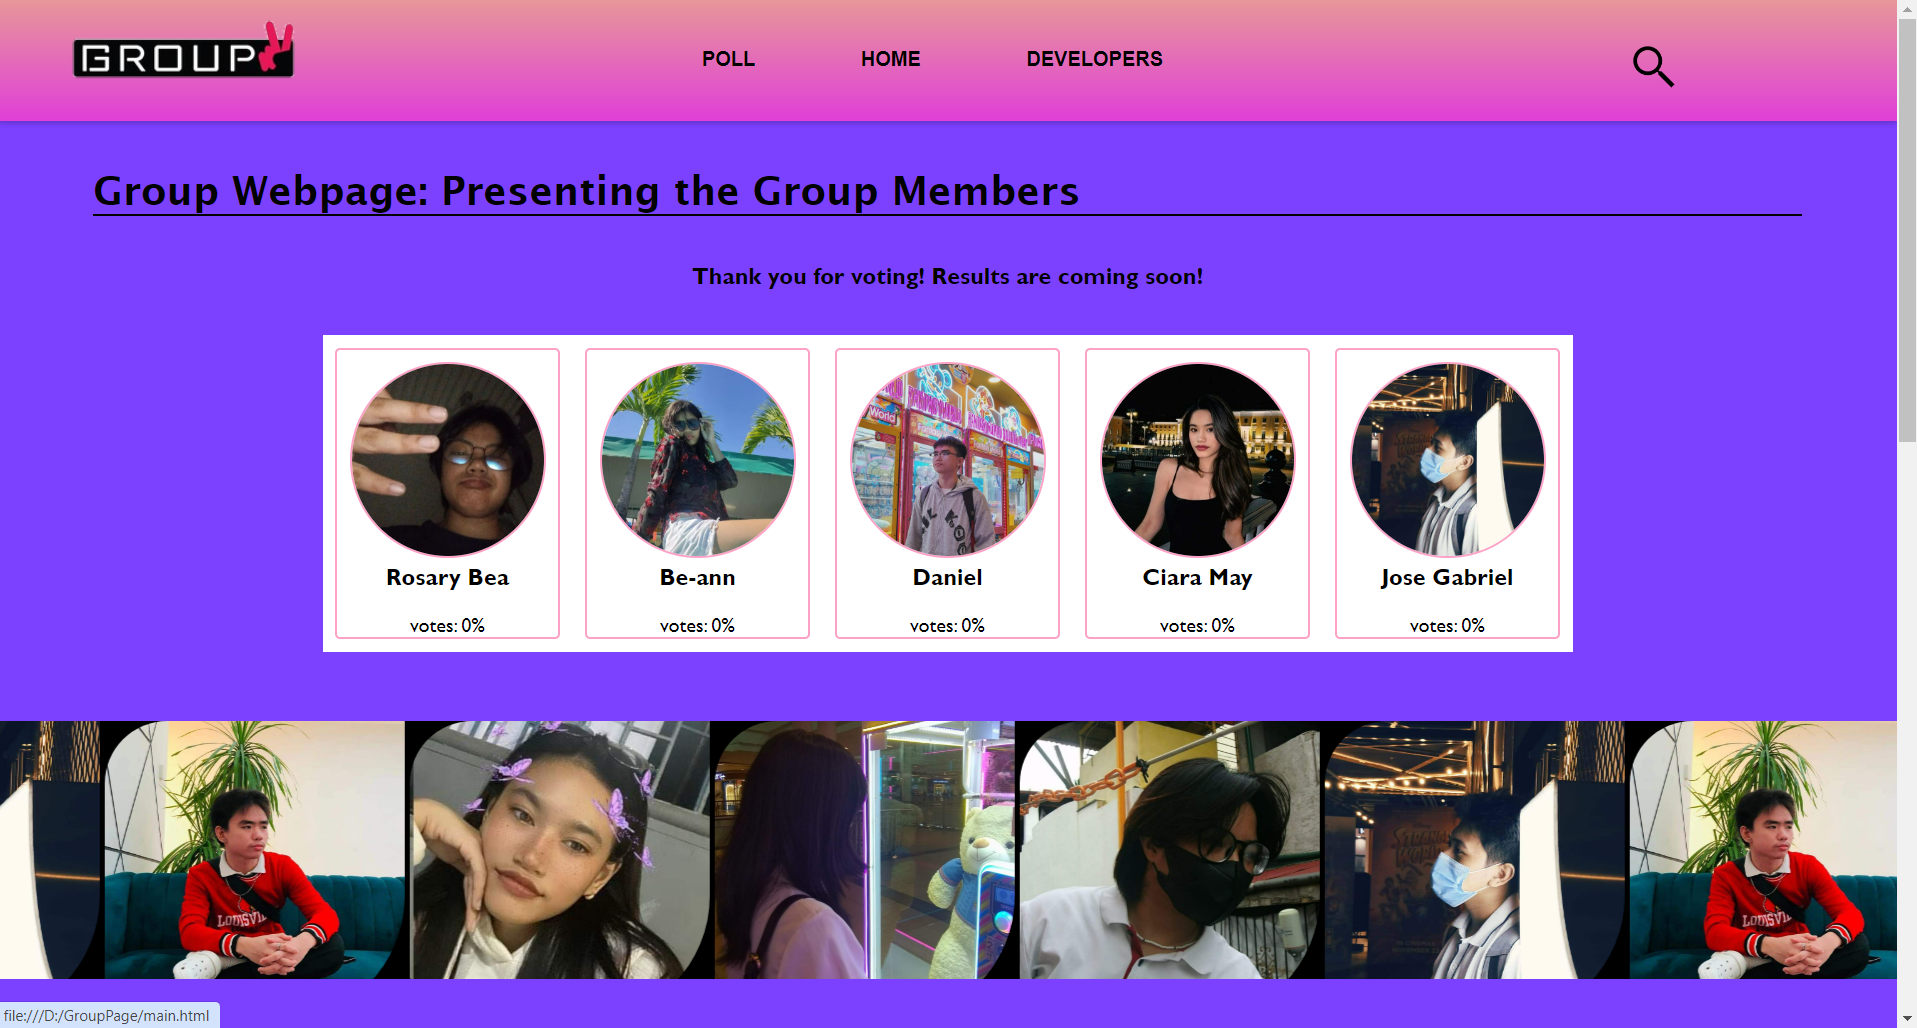 GROUP
POLL
HOME
DEVELOPERS
Group Webpage: Presenting the Group Members
Thank you for voting! Results are coming soon!
World
Rosary Bea
Be-ann
Daniel
Ciara May
Jose Gabriel
votes: 0%
votes: 0%
votes: 0%
votes: 0%
votes: 0%
file:///D:/GroupPage/main.html